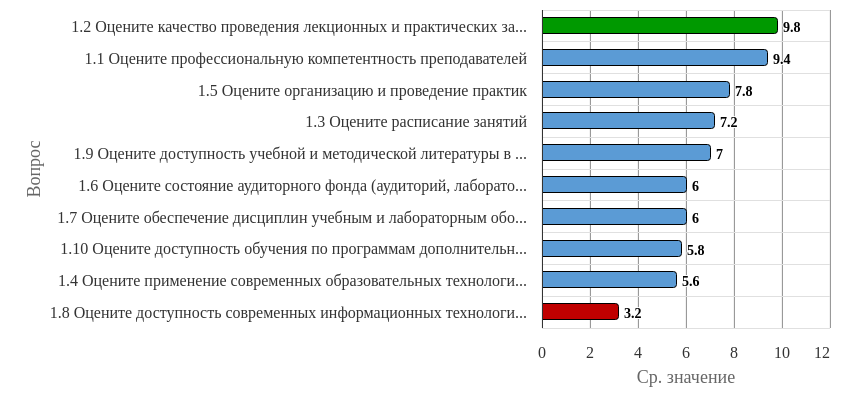 1.2 Оцените качество проведения лекционных и практических за...
9.8
1.1 Оцените профессиональную компетентность преподавателей
9.4
1.5 Оцените организацию и проведение практик
7.8
1.3 Оцените расписание занятий
7.2
1.9 Оцените доступность учебной и методической литературы в ...
7
1.6 Оцените состояние аудиторного фонда (аудиторий, лаборато...
6
1.7 Оцените обеспечение дисциплин учебным и лабораторным обо...
6
1.10 Оцените доступность обучения по программам дополнительн...
5.8
1.4 Оцените применение современных образовательных технологи...
5.6
1.8 Оцените доступность современных информационных технологи...
3.2
Вопрос
0 2 4 6 8 10 12
Ср. значение